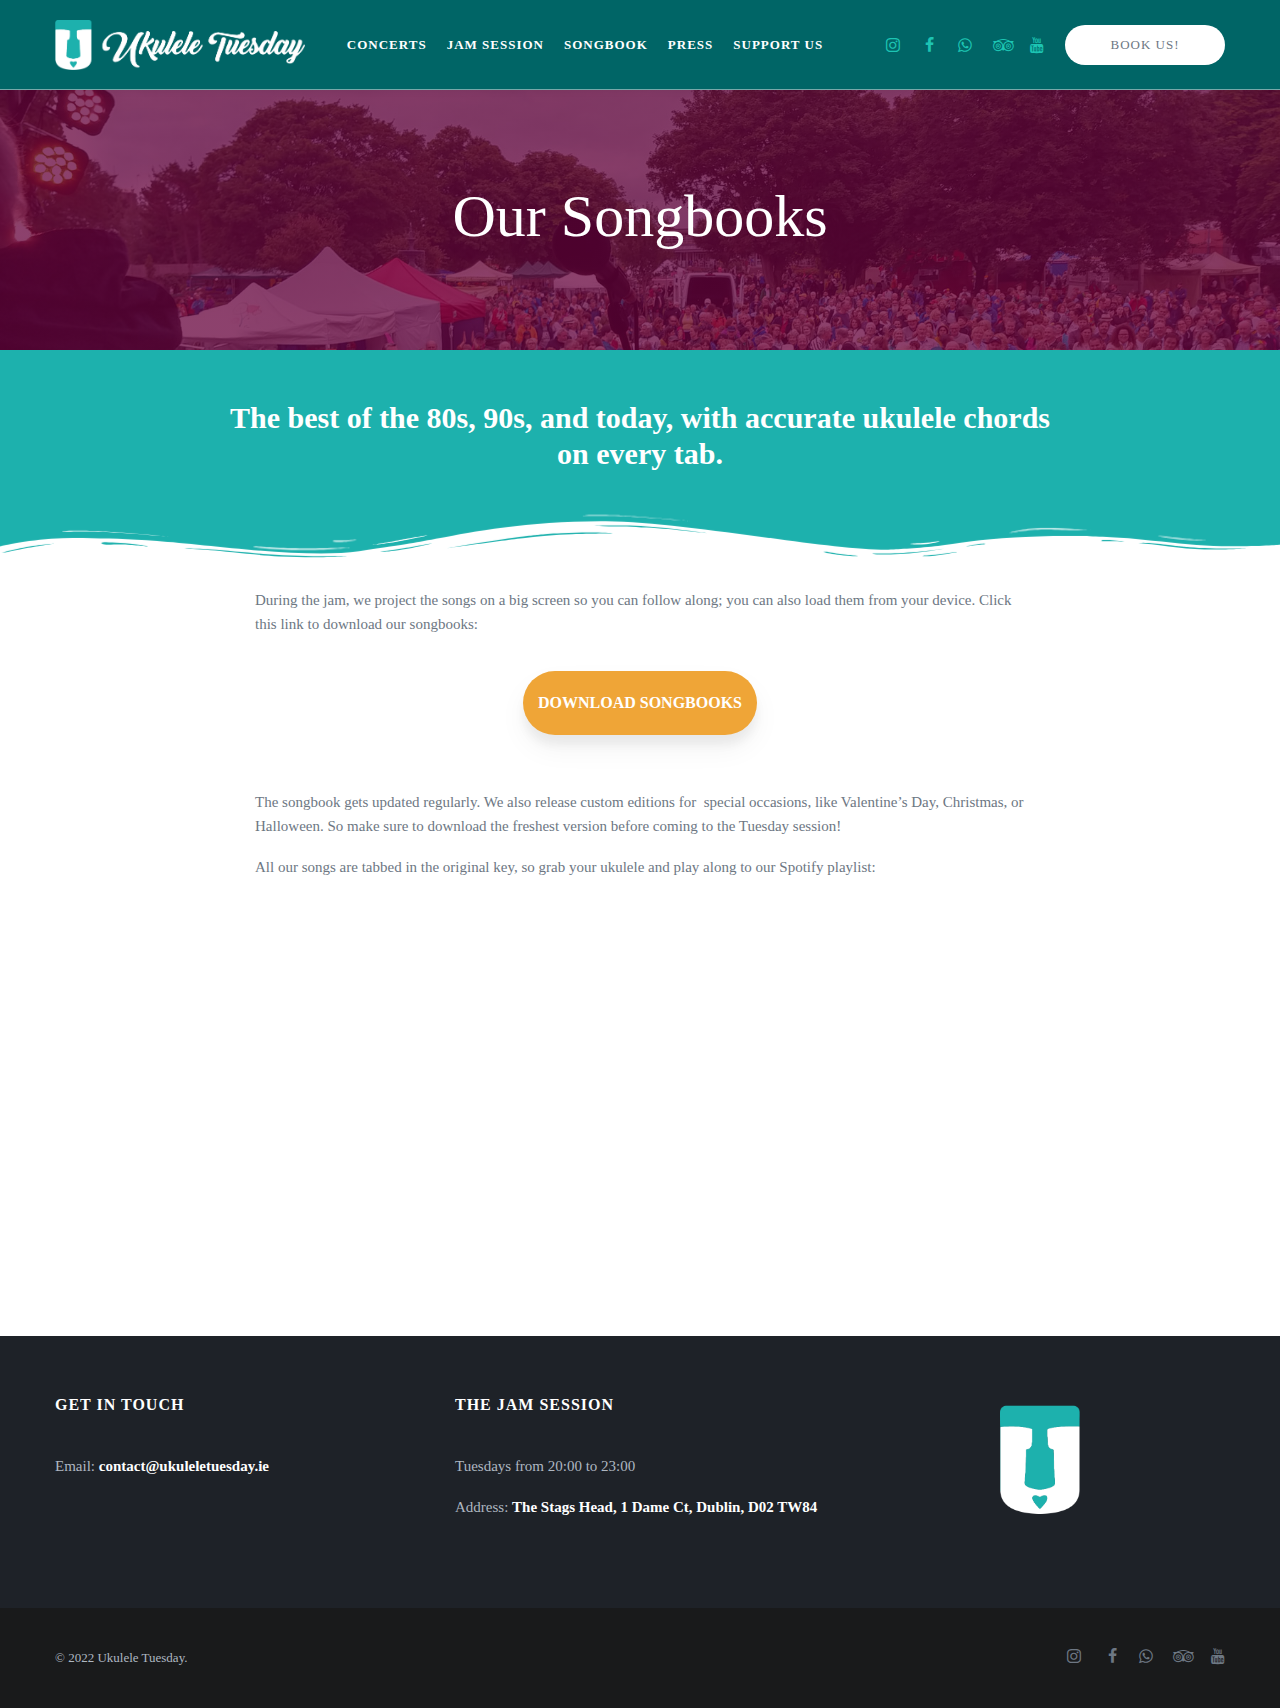 Ukulele Tuesday
CONCERTS JAM SESSION SONGBOOK PRESS SUPPORT US
BOOK US!
Our Songbooks
The best of the 80s, 90s, and today, with accurate ukulele chords
on every tab.
During the jam, we project the songs on a big screen so you can follow along; you can also load them from your device. Click
this link to download our songbooks:
DOWNLOAD SONGBOOKS
The songbook gets updated regularly. We also release custom editions for  special occasions, like Valentine’s Day, Christmas, or
Halloween. So make sure to download the freshest version before coming to the Tuesday session!
All our songs are tabbed in the original key, so grab your ukulele and play along to our Spotify playlist:
GET IN TOUCH
Email: contact@ukuleletuesday.ie
THE JAM SESSION
Tuesdays from 20:00 to 23:00
Address: The Stags Head, 1 Dame Ct, Dublin, D02 TW84
© 2022 Ukulele Tuesday.